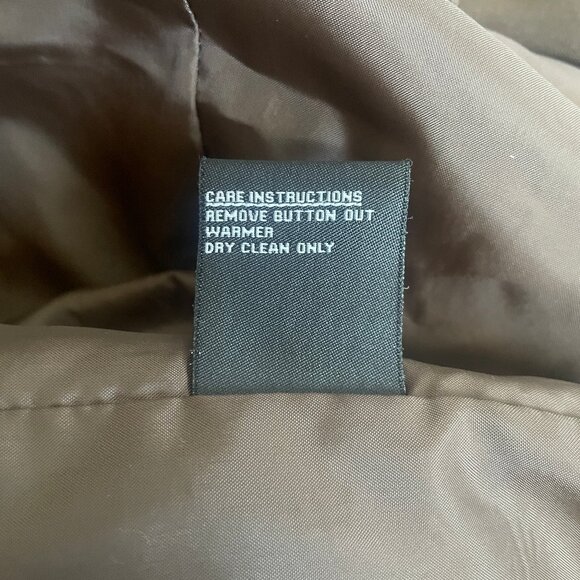 CARE INSTRUCTIONS
REMOVE BUTTON OUT
WARMER
DRY CLEAN ONLY